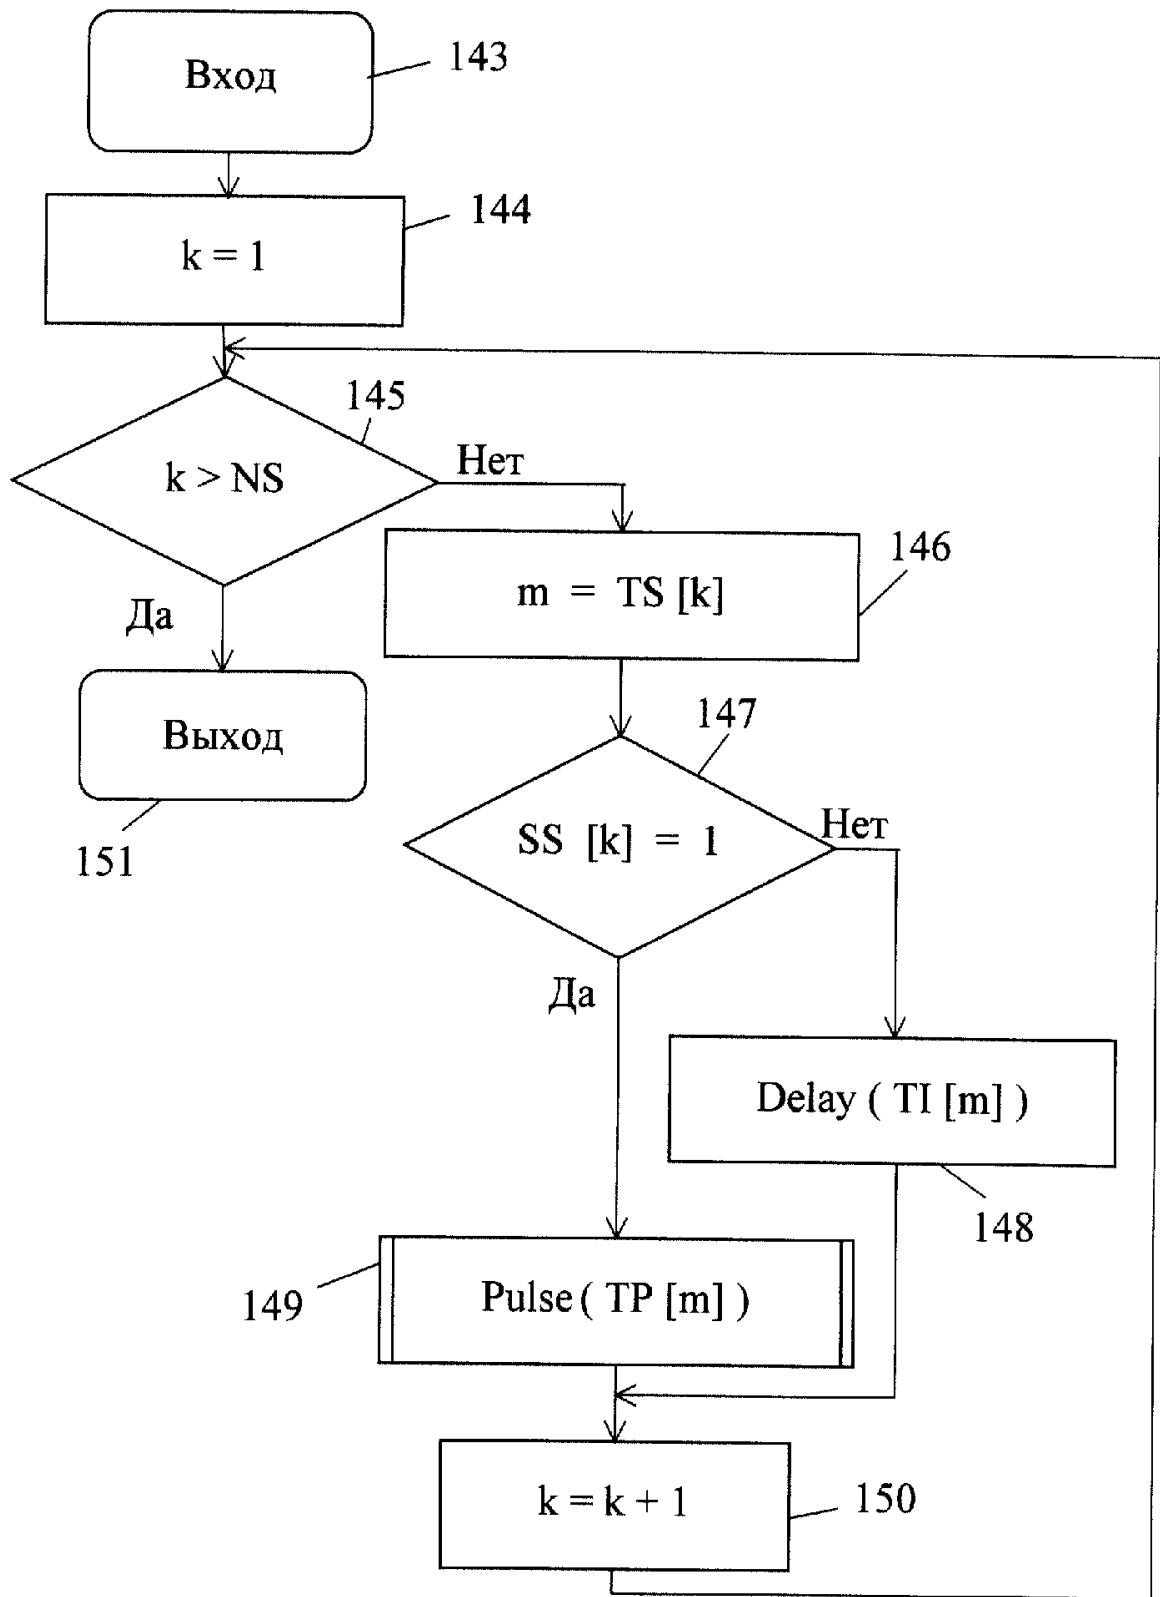 Вход
143
144
k = 1
145
k > NS
Нет
146
m = TS [k]
Да
Выход
151
147
SS [k] = 1
Нет
Да
Delay ( TI [m] )
148
149
Pulse ( TP [m] )
k = k + 1
150